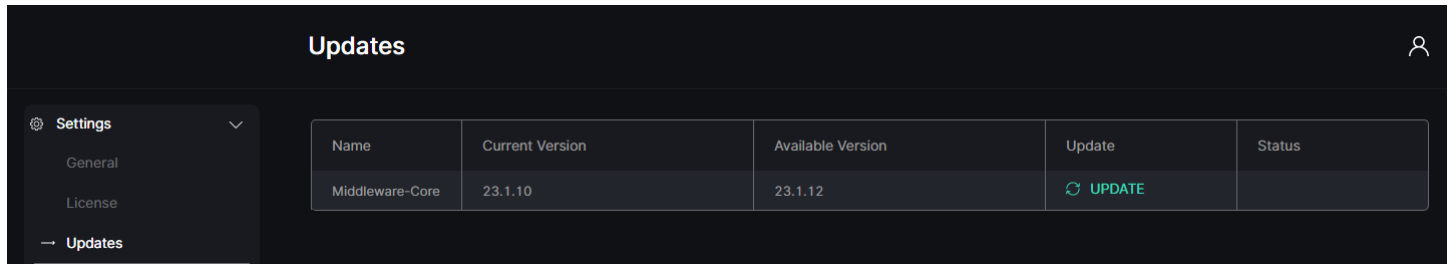 Updates
Settings
General
License
Updates
Name Current Version Available Version Update Status
Middleware-Core 23.1.10 23.1.12 UPDATE